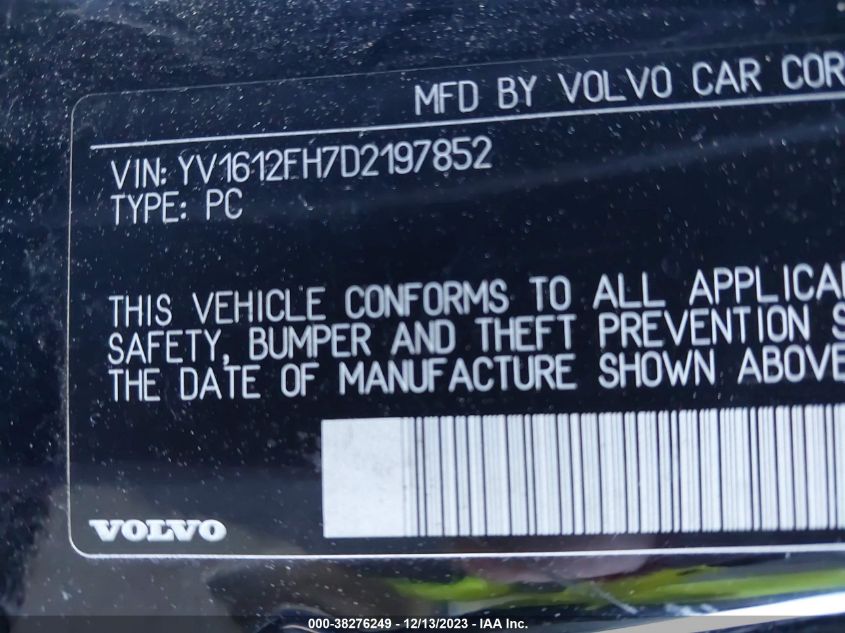 MFD BY VOLVO CAR COR
VIN: YV1612FH7D2197852
TYPE: PC
THIS VEHICLE CONFORMS TO ALL APPLICA
SAFETY, BUMPER AND THEFT PREVENTION S
THE DATE OF MANUFACTURE SHOWN ABOVE
VOLVO
000-38276249 - 12/13/2023 - IAA Inc.